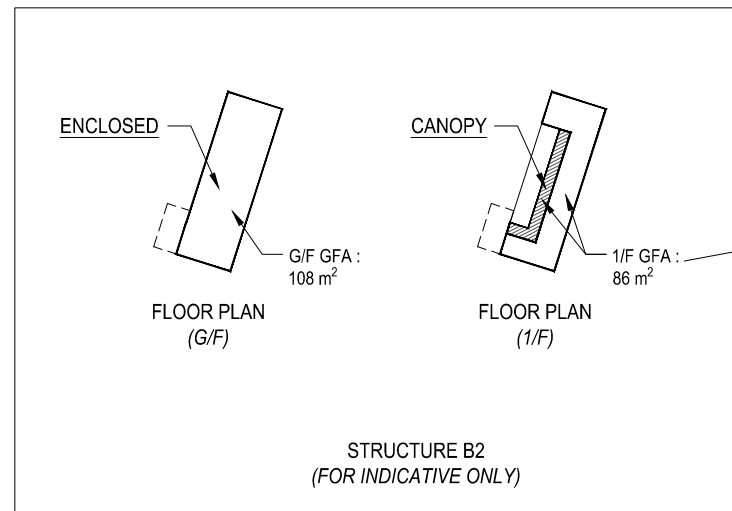 ENCLOSED
G/F GFA :
108 m²
FLOOR PLAN
(G/F)
CANOPY
1/F GFA :
86 m²
FLOOR PLAN
(1/F)
STRUCTURE B2
(FOR INDICATIVE ONLY)